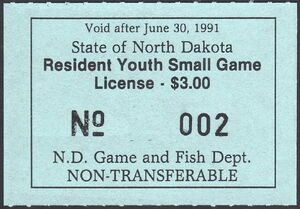 Void after June 30, 1991
State of North Dakota
Resident Youth Small Game
License - $3.00
Nº 002
N.D. Game and Fish Dept.
NON-TRANSFERABLE